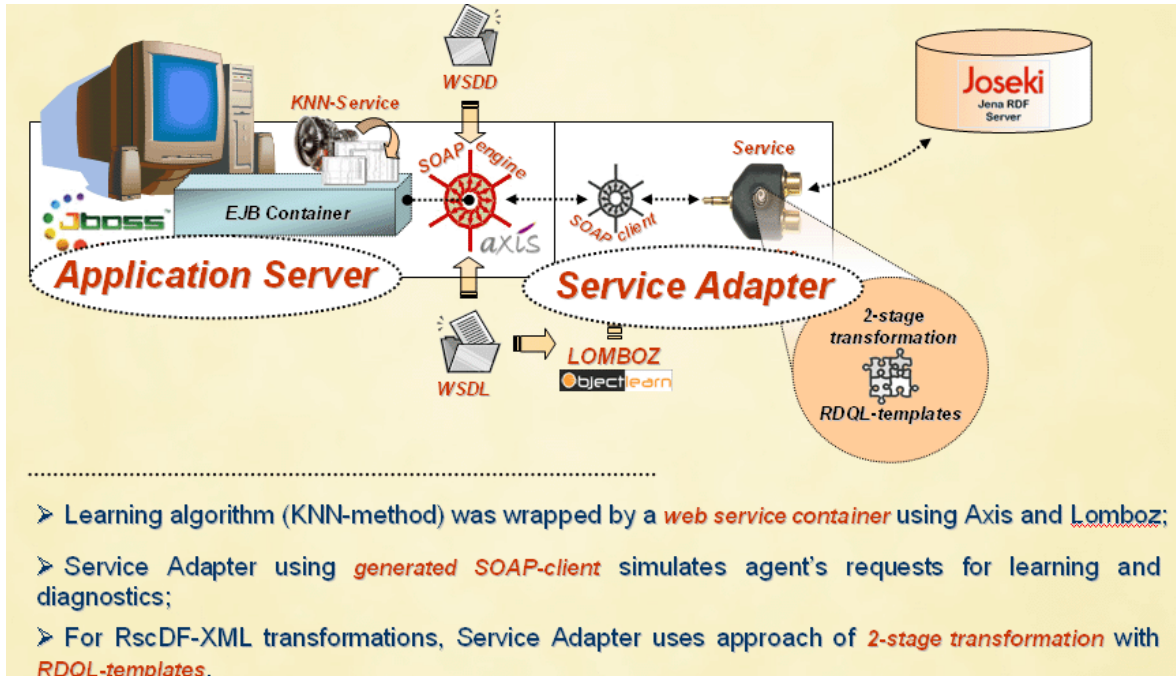 WSDD
Joseki
Jena RDF
Server
KNN-Service
SOAP engine
Service
EJB Container
SOAP client
Jboss™
axis
Application Server
Service Adapter
2-stage
transformation
LOMBOZ
Objectlearn
WSDL
RDQL-templates
➤ Learning algorithm (KNN-method) was wrapped by a web service container using Axis and Lomboz;
➤ Service Adapter using generated SOAP-client simulates agent's requests for learning and
diagnostics;
➤ For RscDF-XML transformations, Service Adapter uses approach of 2-stage transformation with
RDQL-templates.